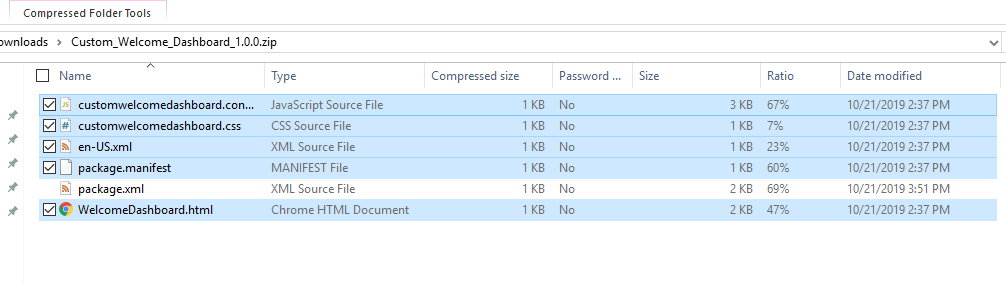 Compressed Folder Tools
ownloads > Custom_Welcome_Dashboard_1.0.0.zip
Name Type Compressed size Password ... Size Ratio Date modified
JS customwelcomedashboard.con... JavaScript Source File 1 KB No 3 KB 67% 10/21/2019 2:37 PM
# customwelcomedashboard.css CSS Source File 1 KB No 1 KB 7% 10/21/2019 2:37 PM
en-US.xml XML Source File 1 KB No 1 KB 23% 10/21/2019 2:37 PM
package.manifest MANIFEST File 1 KB No 1 KB 60% 10/21/2019 2:37 PM
package.xml XML Source File 1 KB No 2 KB 69% 10/21/2019 3:51 PM
WelcomeDashboard.html Chrome HTML Document 1 KB No 2 KB 47% 10/21/2019 2:37 PM